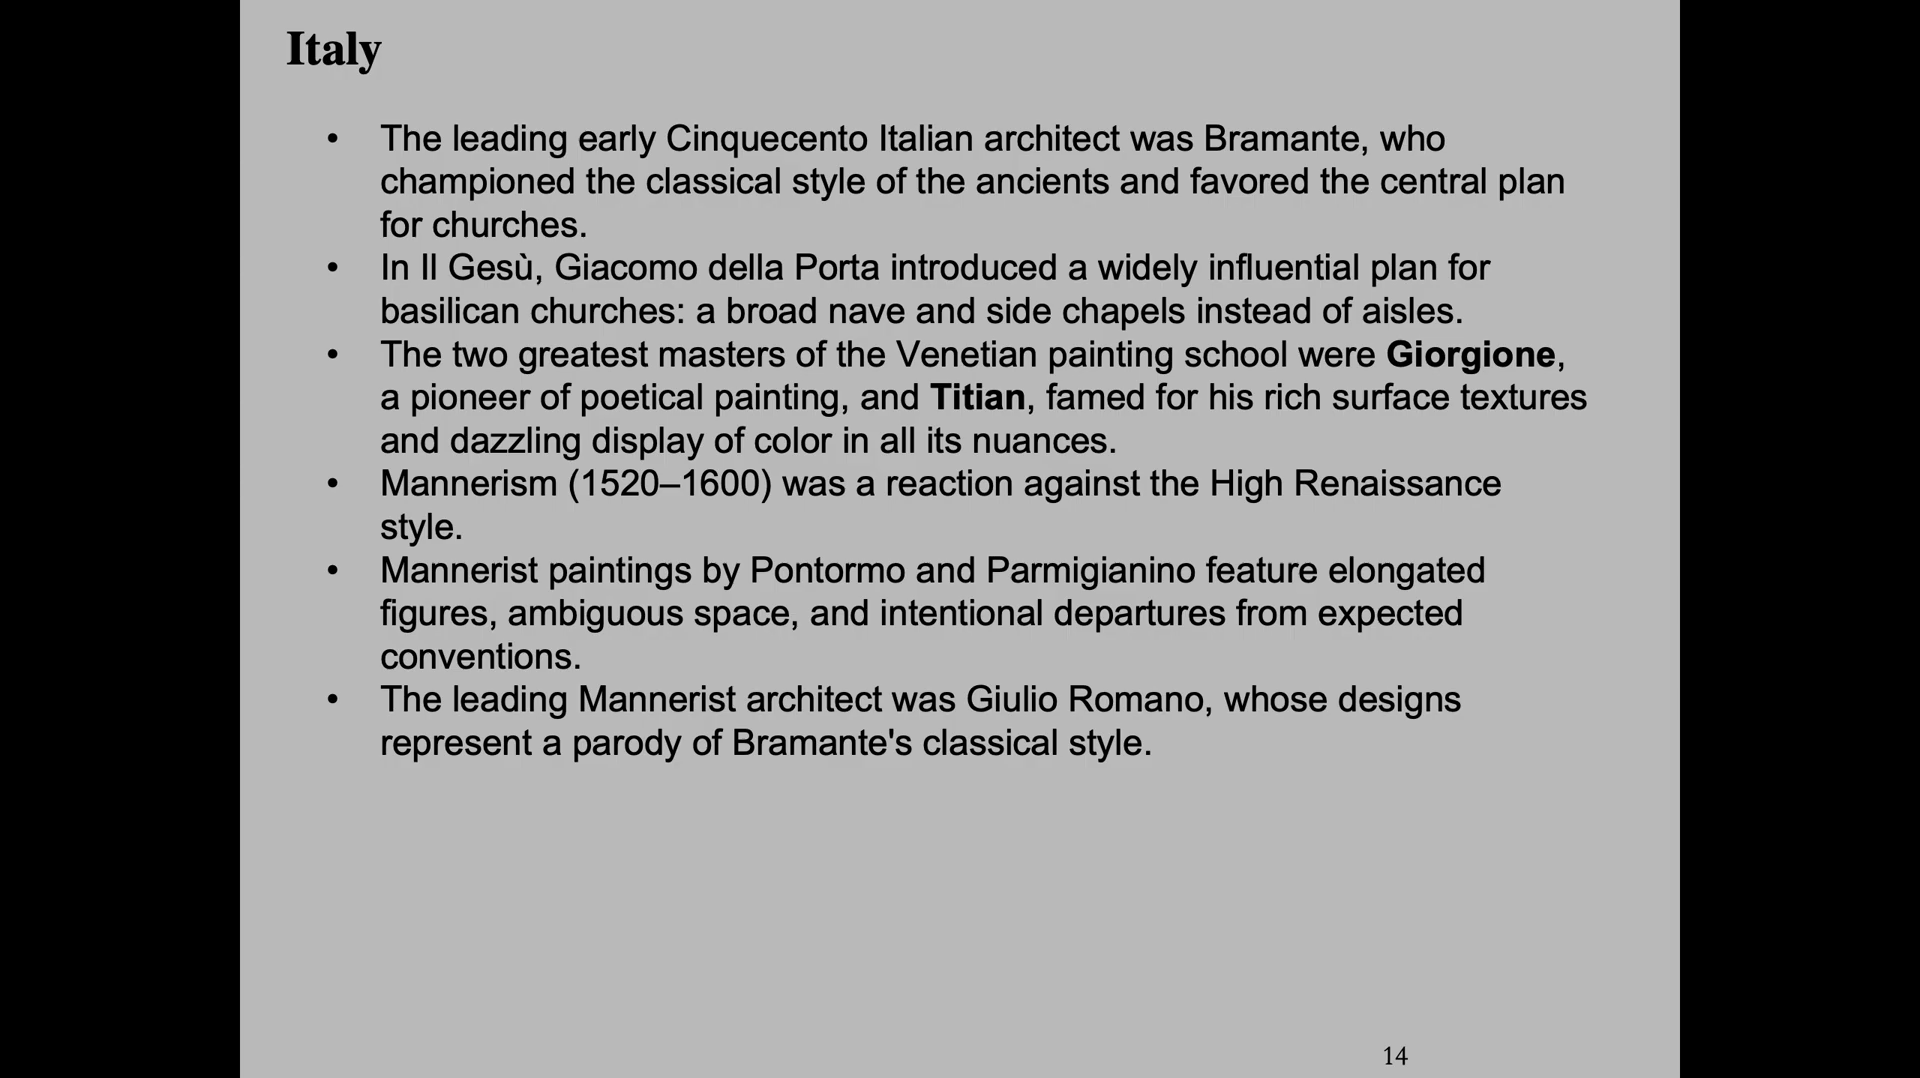 Italy
• The leading early Cinquecento Italian architect was Bramante, who
championed the classical style of the ancients and favored the central plan
for churches.
• In Il Gesù, Giacomo della Porta introduced a widely influential plan for
basilican churches: a broad nave and side chapels instead of aisles.
• The two greatest masters of the Venetian painting school were Giorgione,
a pioneer of poetical painting, and Titian, famed for his rich surface textures
and dazzling display of color in all its nuances.
• Mannerism (1520–1600) was a reaction against the High Renaissance
style.
• Mannerist paintings by Pontormo and Parmigianino feature elongated
figures, ambiguous space, and intentional departures from expected
conventions.
• The leading Mannerist architect was Giulio Romano, whose designs
represent a parody of Bramante's classical style.
14